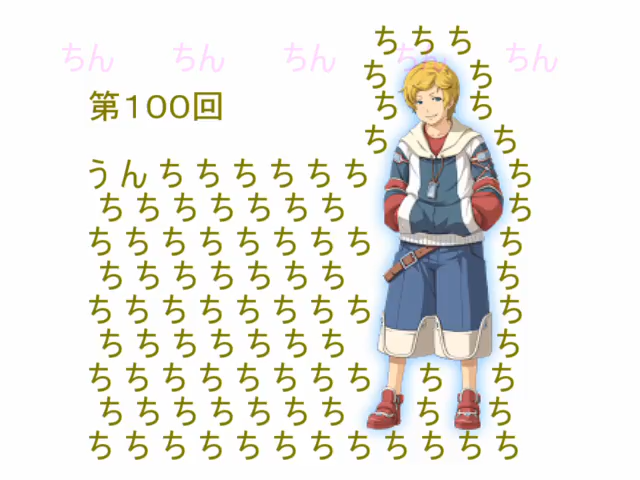 ち ち ち
ちん ちん ちん ちん ちん
ち ち
第100回 ち ち
ち ち
う ん ち ち ち ち ち ち ち
ち ち ち ち ち ち ち ち
ち ち ち ち ち ち ち ち ち
ち ち ち ち ち ち ち ち
ち ち ち ち ち ち ち ち ち
ち ち ち ち ち ち ち ち
ち ち ち ち ち ち ち ち ち ち
ち ち ち ち ち ち ち ち ち
ち ち ち ち ち ち ち ち ち ち ち ち